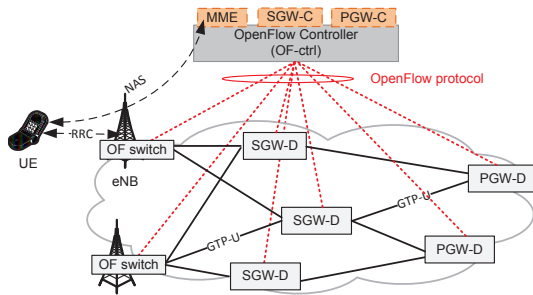 MME
SGW-C
PGW-C
OpenFlow Controller
(OF-ctrl)
NAS
OpenFlow protocol
RRC
UE
OF switch
eNB
SGW-D
PGW-D
GTP-U
SGW-D
GTP-U
PGW-D
OF switch
SGW-D